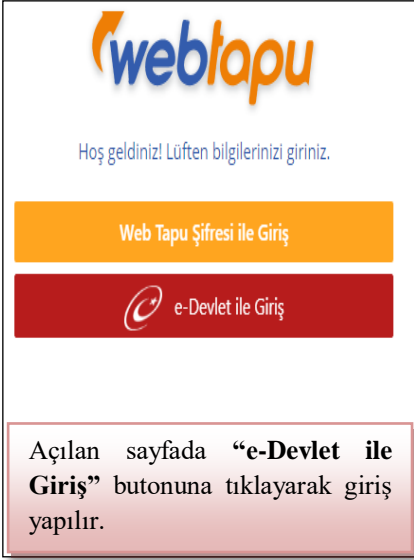 webtapu
Hoş geldiniz! Lüften bilgilerinizi giriniz.
Web Tapu Şifresi ile Giriş
e-Devlet ile Giriş
Açılan sayfada “e-Devlet ile
Giriş” butonuna tıklayarak giriş
yapılır.